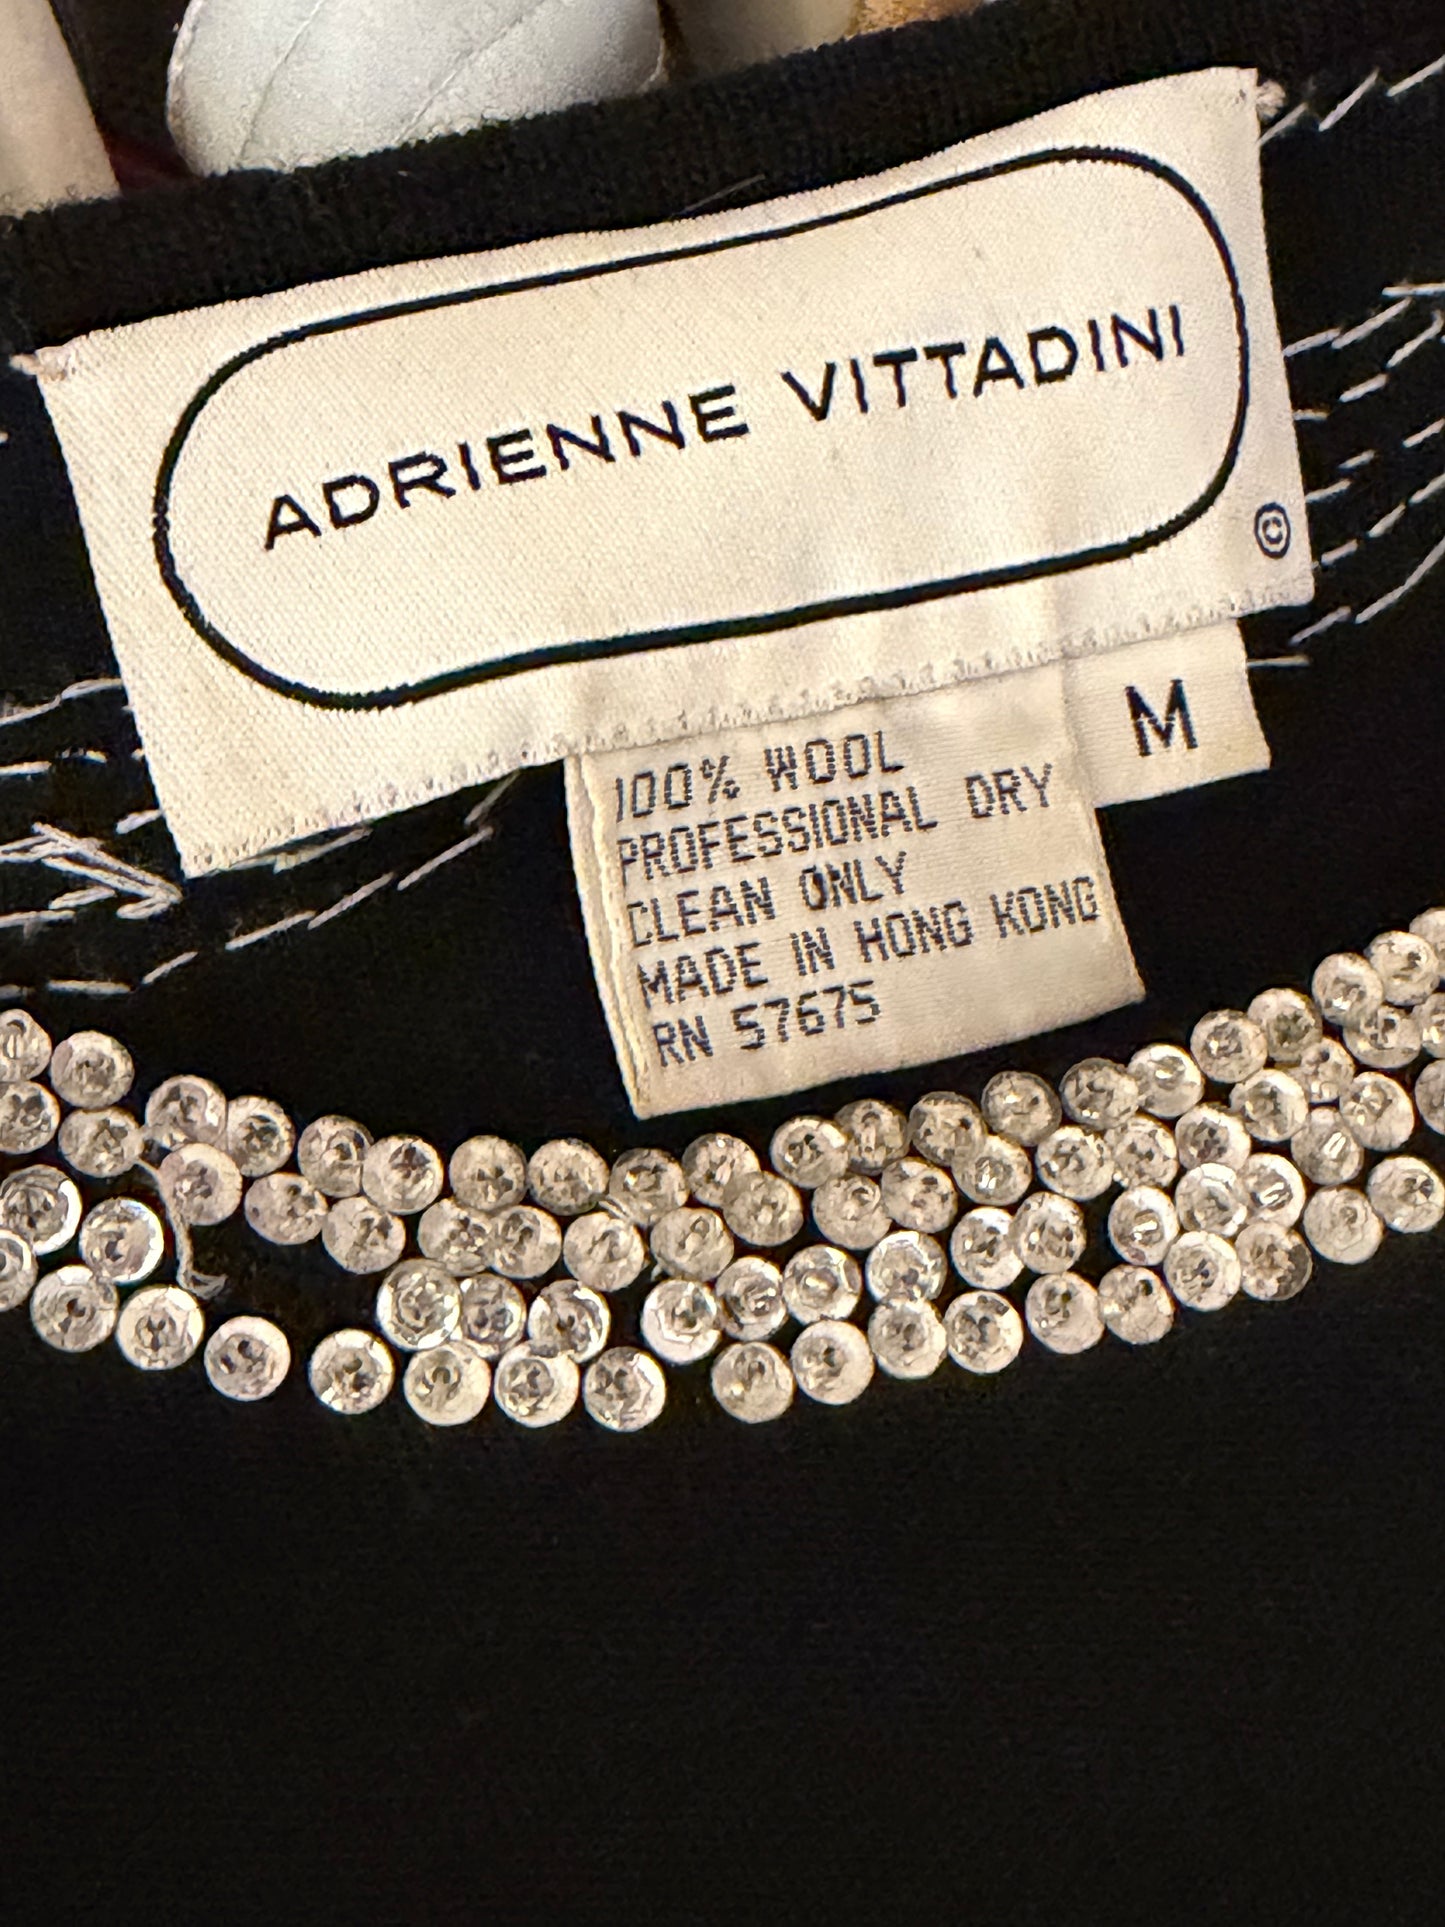 ADRIENNE VITTADINI
©
M
100% WOOL
PROFESSIONAL DRY
CLEAN ONLY
MADE IN HONG KONG
RN 57675